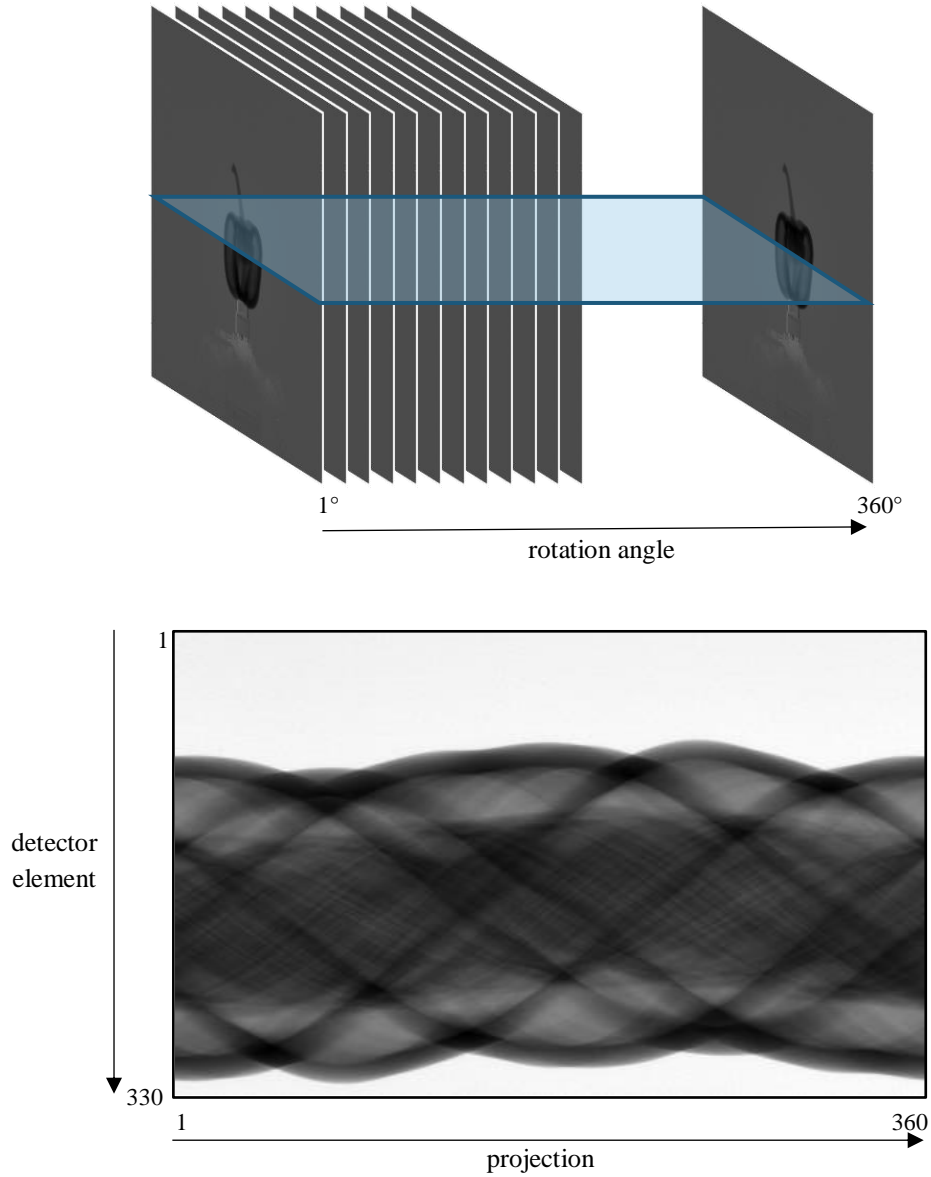 1°
360°
rotation angle
1
detector
element
330
1
360
projection